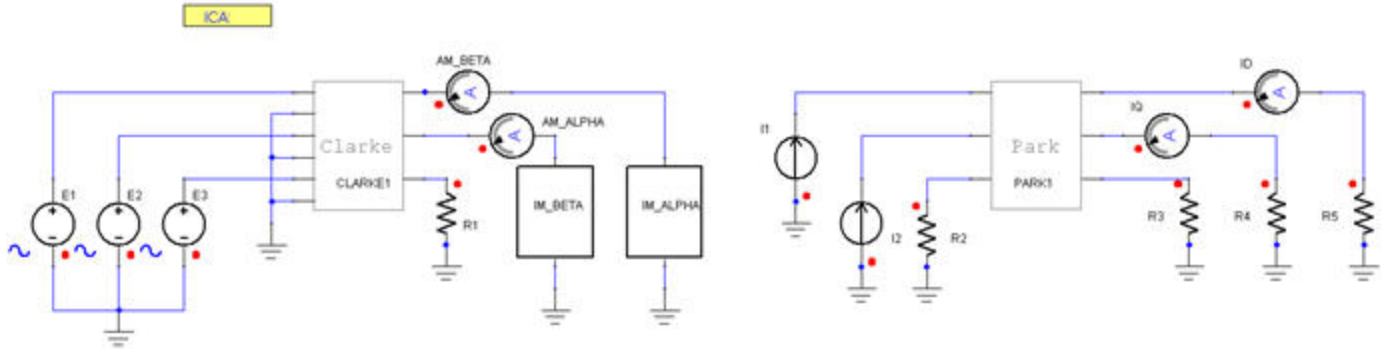 ICA:
AM_BETA
A
AM_ALPHA
A
Clarke
CLARKE1
E1
E2
E3
R1
IM_BETA
IM_ALPHA
ID
A
IQ
A
I1
Park
PARK1
I2
R2
R3
R4
R5